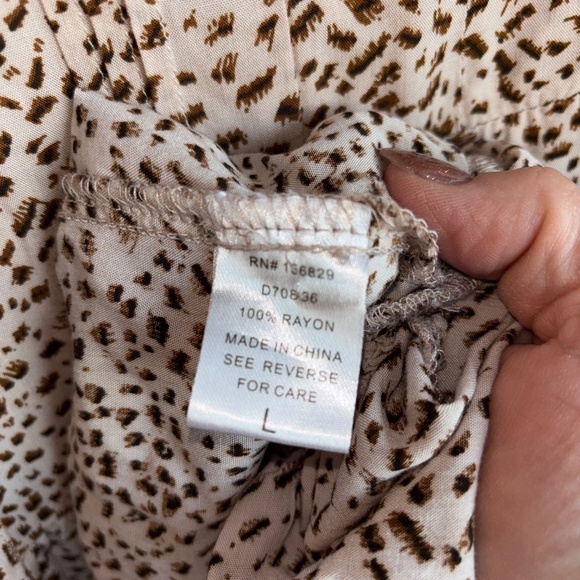 RN# 136829
D70836
100% RAYON
MADE IN CHINA
SEE REVERSE
FOR CARE
L